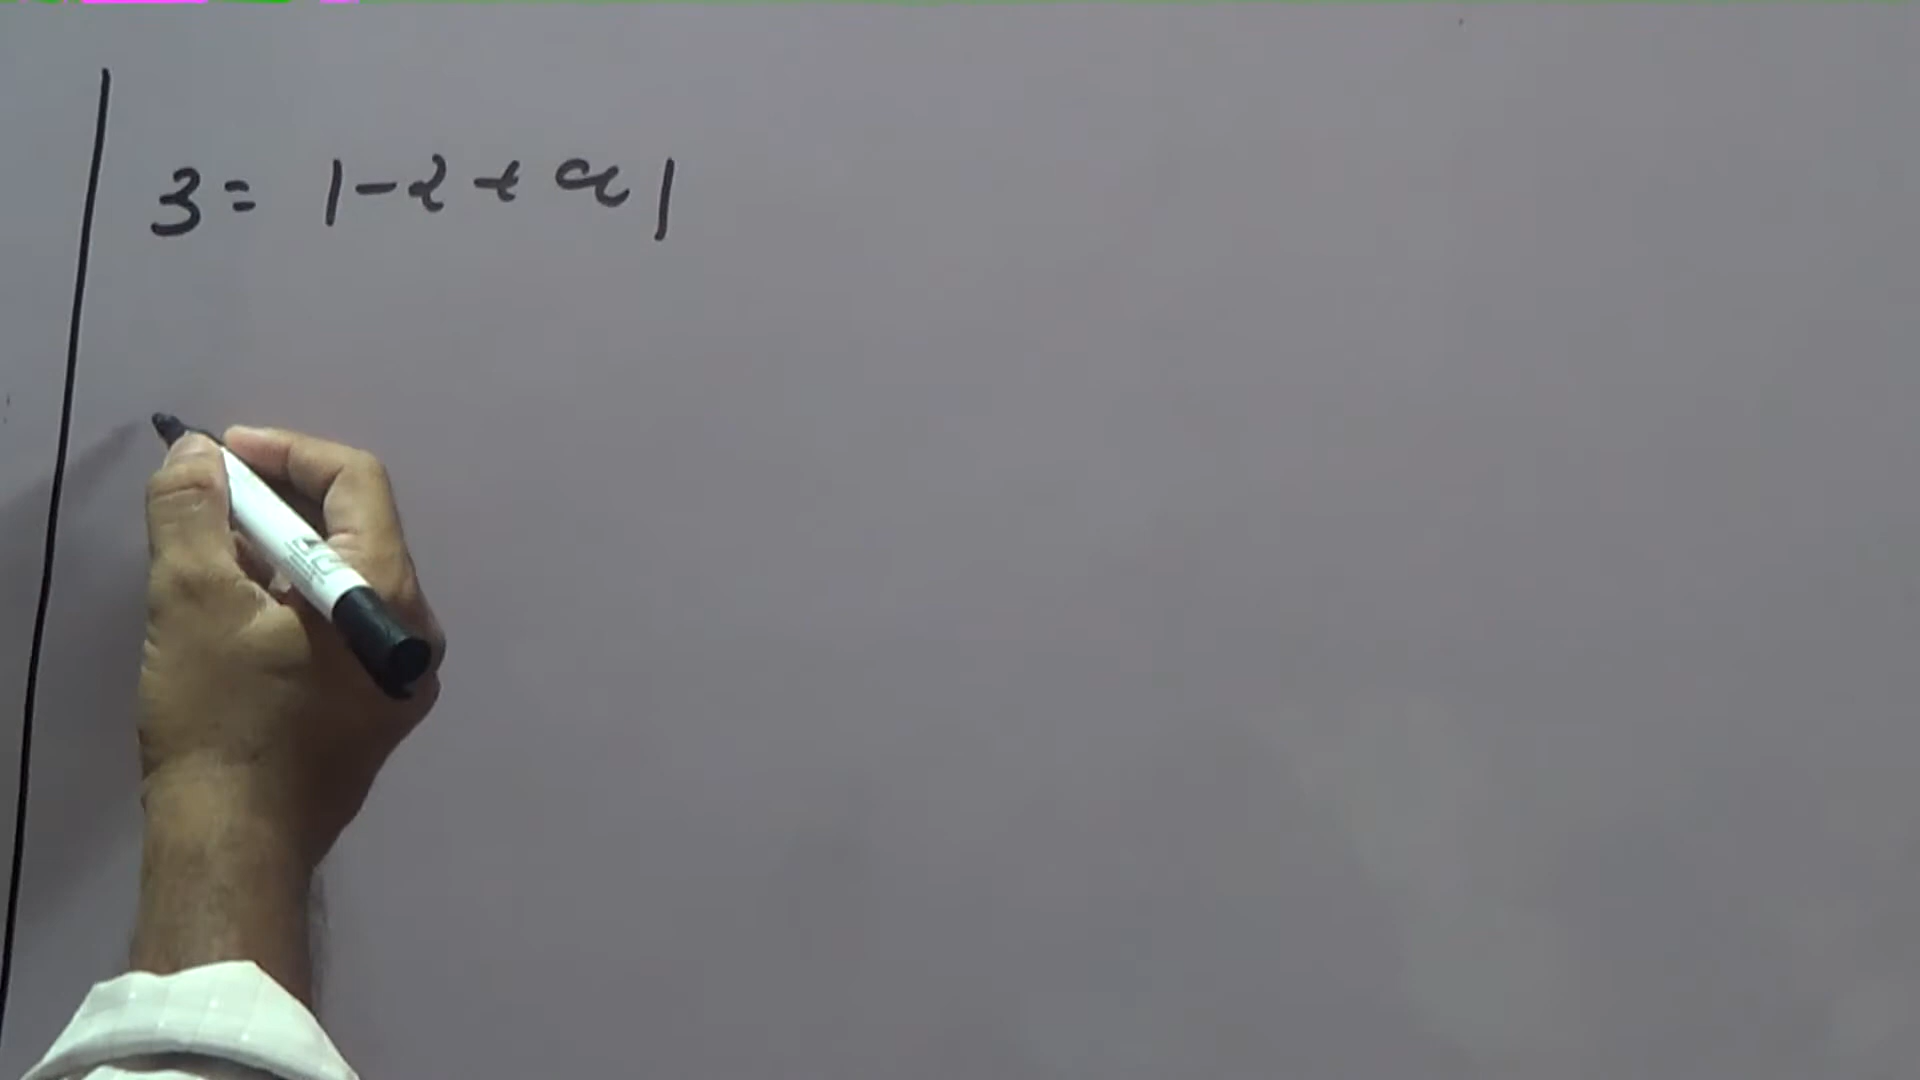 3 = |-2 + a|